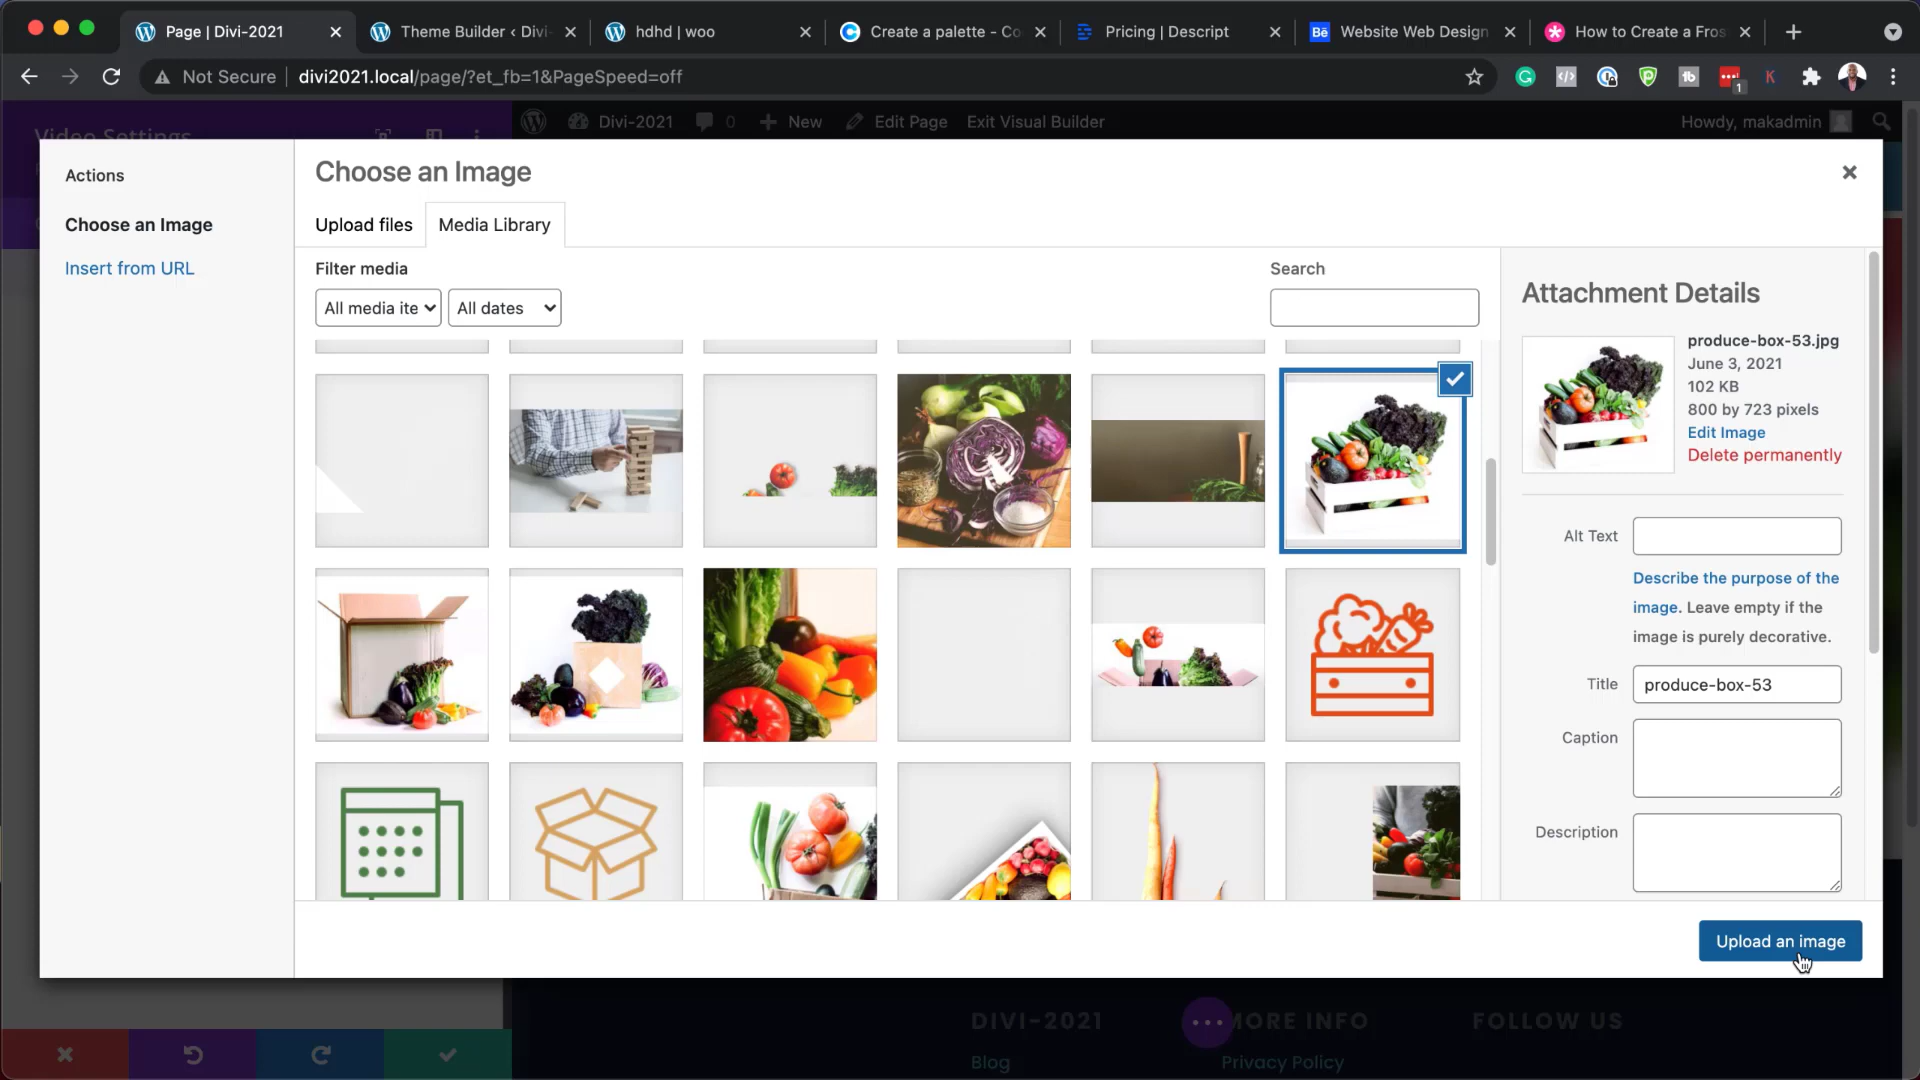 Page | Divi-2021
Theme Builder ‹ Divi-
hdhd | woo
Create a palette - Co
Pricing | Descript
Bē
Website Web Design
How to Create a Fros
Not Secure
divi2021.local/page/?et_fb=1&PageSpeed=off
1
Video Settings
Divi-2021
0
New
Edit Page
Exit Visual Builder
Howdy, makadmin
Actions
Choose an Image
Insert from URL
Choose an Image
Upload files
Media Library
Filter media
All media ite
All dates
Search
Attachment Details
produce-box-53.jpg
June 3, 2021
102 KB
800 by 723 pixels
Edit Image
Delete permanently
Alt Text
Describe the purpose of the
image. Leave empty if the
image is purely decorative.
Title
produce-box-53
Caption
Description
Upload an image
DIVI-2021
MORE INFO
FOLLOW US
Blog
Privacy Policy